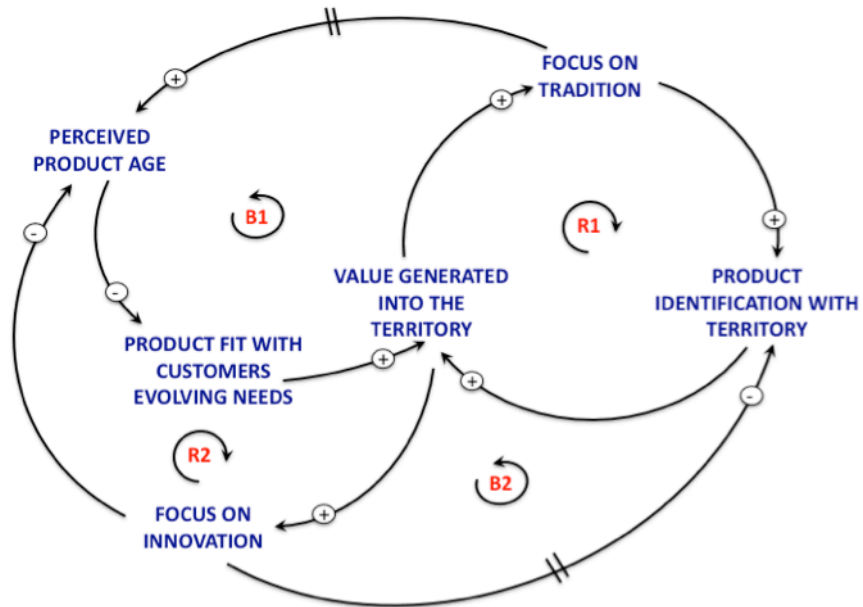 FOCUS ON
TRADITION
+
+
PERCEIVED
PRODUCT AGE
B1
R1
+
-
-
VALUE GENERATED
INTO THE
TERRITORY
PRODUCT
IDENTIFICATION WITH
TERRITORY
PRODUCT FIT WITH
CUSTOMERS
EVOLVING NEEDS
+
+
-
R2
B2
FOCUS ON
INNOVATION
+